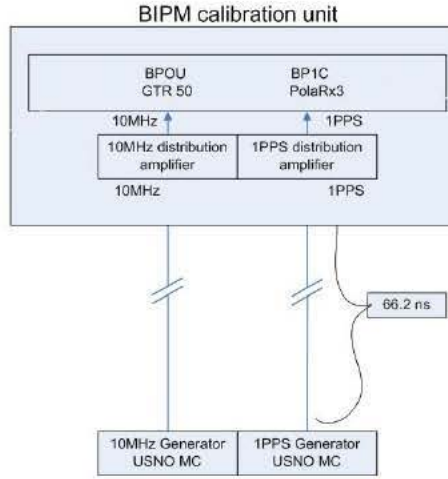 BIPM calibration unit
BPOU
GTR 50
BP1C
PolaRx3
10MHz
1PPS
10MHz distribution
amplifier
1PPS distribution
amplifier
10MHz
1PPS
66.2 ns
10MHz Generator
USNO MC
1PPS Generator
USNO MC